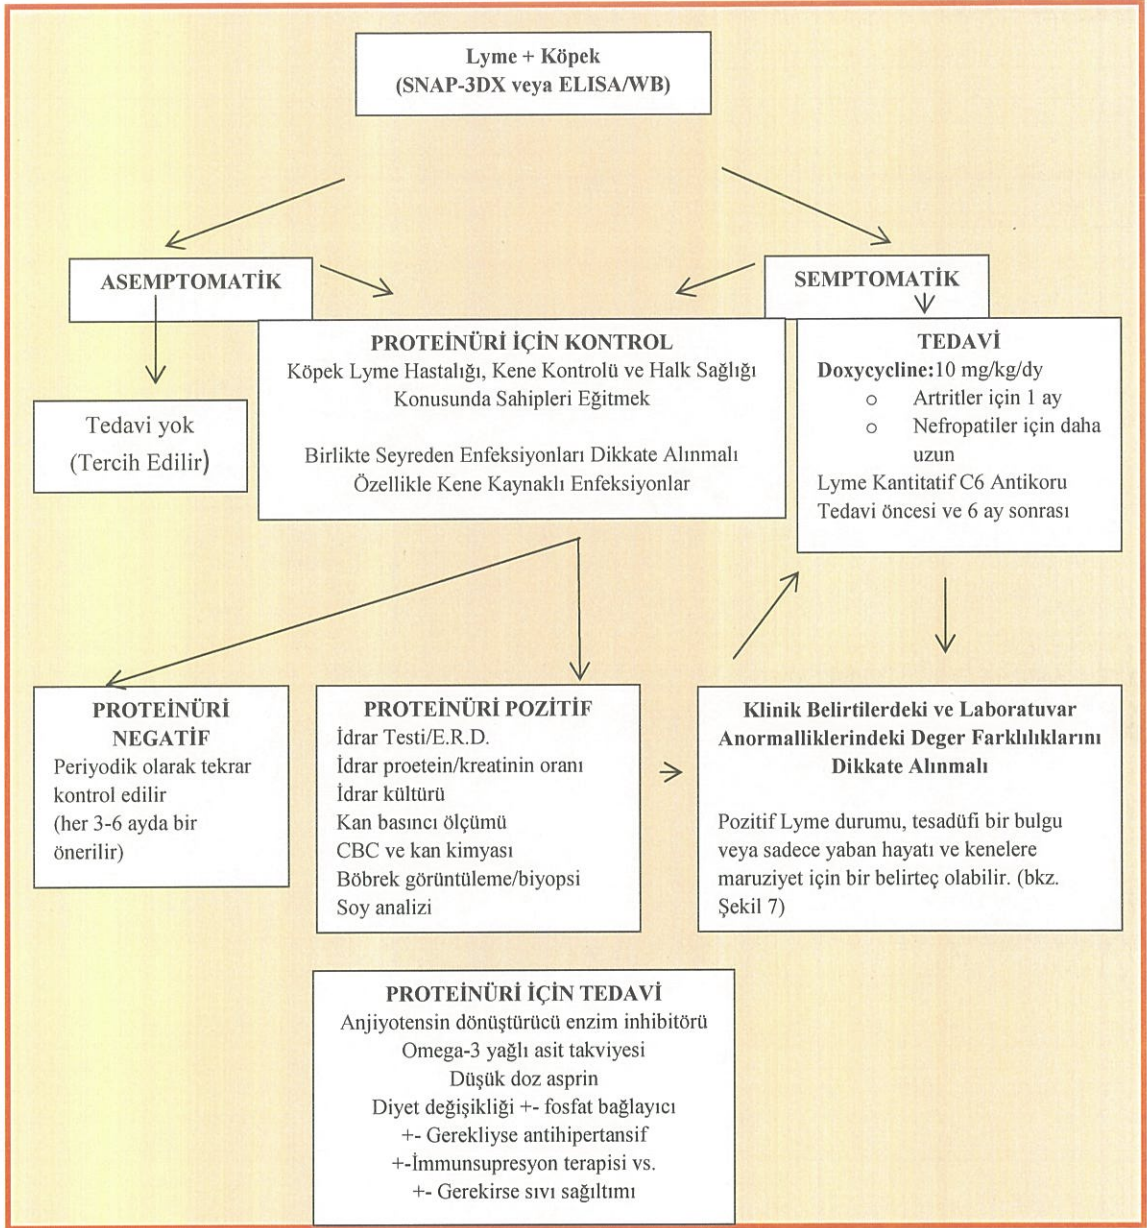 Lyme + Köpek
(SNAP-3DX veya ELISA/WB)
ASEMPTOMATİK
SEMPTOMATİK
Tedavi yok
(Tercih Edilir)
PROTEİNÜRİ İÇİN KONTROL
Köpek Lyme Hastalığı, Kene Kontrolü ve Halk Sağlığı
Konusunda Sahipleri Eğitmek
Birlikte Seyreden Enfeksiyonları Dikkate Alınmalı
Özellikle Kene Kaynaklı Enfeksiyonlar
TEDAVİ
Doxycycline:10 mg/kg/dy
o Artritler için 1 ay
o Nefropatiler için daha
uzun
Lyme Kantitatif C6 Antikoru
Tedavi öncesi ve 6 ay sonrası
PROTEİNÜRİ
NEGATİF
Periyodik olarak tekrar
kontrol edilir
(her 3-6 ayda bir
önerilir)
PROTEİNÜRİ POZİTİF
İdrar Testi/E.R.D.
İdrar proetein/kreatinin oranı
İdrar kültürü
Kan basıncı ölçümü
CBC ve kan kimyası
Böbrek görüntüleme/biyopsi
Soy analizi
Klinik Belirtilerdeki ve Laboratuvar
Anormalliklerindeki Deger Farklılıklarını
Dikkate Alınmalı
Pozitif Lyme durumu, tesadüfi bir bulgu
veya sadece yaban hayatı ve kenelere
maruziyet için bir belirteç olabilir. (bkz.
Şekil 7)
PROTEİNÜRİ İÇİN TEDAVİ
Anjiyotensin dönüştürücü enzim inhibitörü
Omega-3 yağlı asit takviyesi
Düşük doz asprin
Diyet değişikliği +- fosfat bağlayıcı
+- Gerekliyse antihipertansif
+-İmmunsupresyon terapisi vs.
+- Gerekirse sıvı sağıltımı